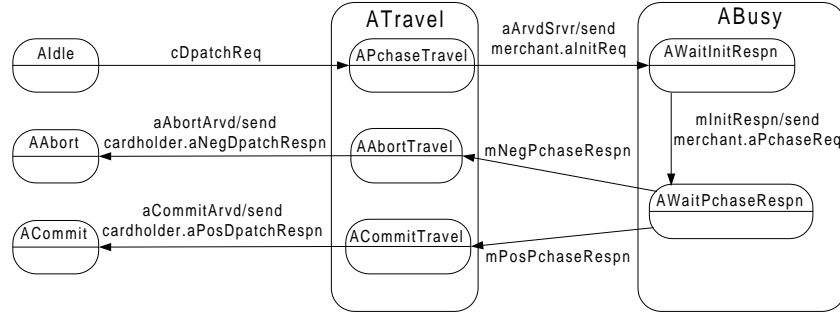 ATravel
ABusy
AIdle
cDpatchReq
APchaseTravel
aArvdSrvr/send
merchant.aInitReq
AWaitInitRespn
mInitRespn/send
merchant.aPchaseReq
aAbortArvd/send
cardholder.aNegDpatchRespn
AAbort
AAbortTravel
mNegPchaseRespn
AWaitPchaseRespn
aCommitArvd/send
cardholder.aPosDpatchRespn
ACommit
ACommitTravel
mPosPchaseRespn